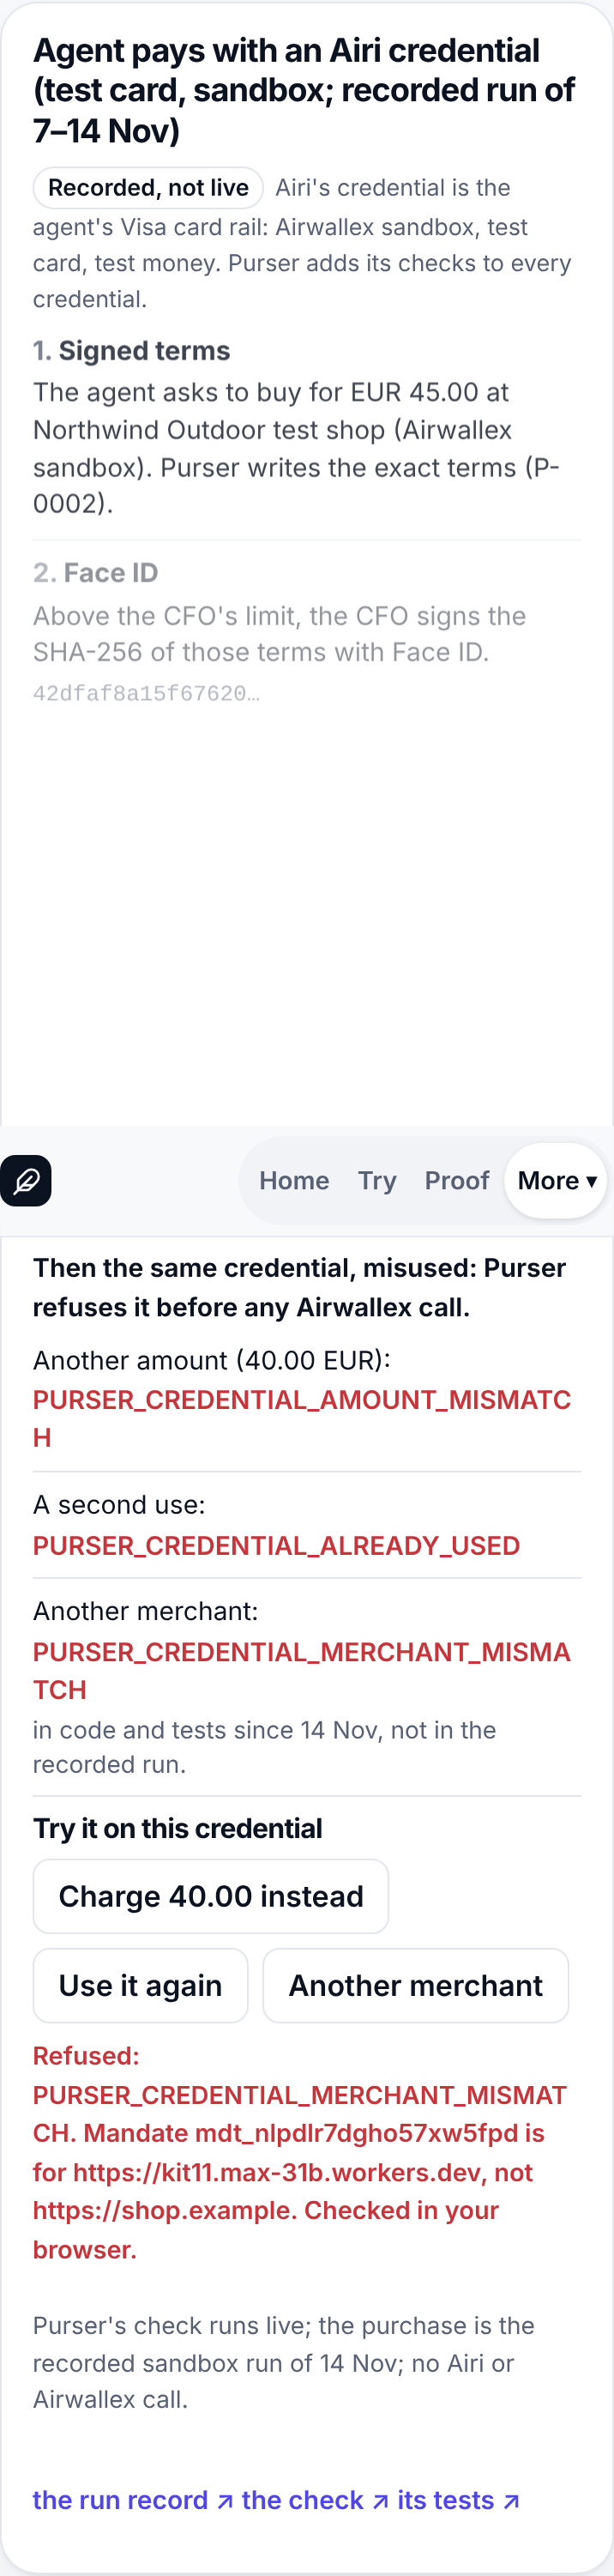 Agent pays with an Airi credential
(test card, sandbox; recorded run of
7–14 Nov)
Recorded, not live Airi's credential is the
agent's Visa card rail: Airwallex sandbox, test
card, test money. Purser adds its checks to every
credential.
1. Signed terms
The agent asks to buy for EUR 45.00 at
Northwind Outdoor test shop (Airwallex
sandbox). Purser writes the exact terms (P-
0002).
2. Face ID
Above the CFO's limit, the CFO signs the
SHA-256 of those terms with Face ID.
42dfaf8a15f67620…
Home Try Proof More ▾
Then the same credential, misused: Purser
refuses it before any Airwallex call.
Another amount (40.00 EUR):
PURSER_CREDENTIAL_AMOUNT_MISMATC
H
A second use:
PURSER_CREDENTIAL_ALREADY_USED
Another merchant:
PURSER_CREDENTIAL_MERCHANT_MISMA
TCH
in code and tests since 14 Nov, not in the
recorded run.
Try it on this credential
Charge 40.00 instead
Use it again Another merchant
Refused:
PURSER_CREDENTIAL_MERCHANT_MISMAT
CH. Mandate mdt_nlpdlr7dgho57xw5fpd is
for https://kit11.max-31b.workers.dev, not
https://shop.example. Checked in your
browser.
Purser's check runs live; the purchase is the
recorded sandbox run of 14 Nov; no Airi or
Airwallex call.
the run record ↗ the check ↗ its tests ↗